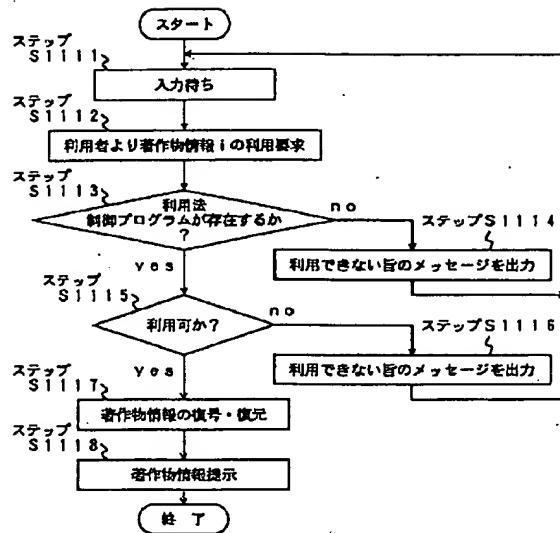 スタート
ステップ
S1111
入力待ち
ステップ
S1112
利用者より著作物情報iの利用要求
ステップ
S1113
利用法
制御プログラムが存在するか
?
no
yes
ステップS1114
利用できない旨のメッセージを出力
ステップ
S1115
利用可か?
no
yes
ステップS1116
利用できない旨のメッセージを出力
ステップ
S1117
著作物情報の復号・復元
ステップ
S1118
著作物情報提示
終了